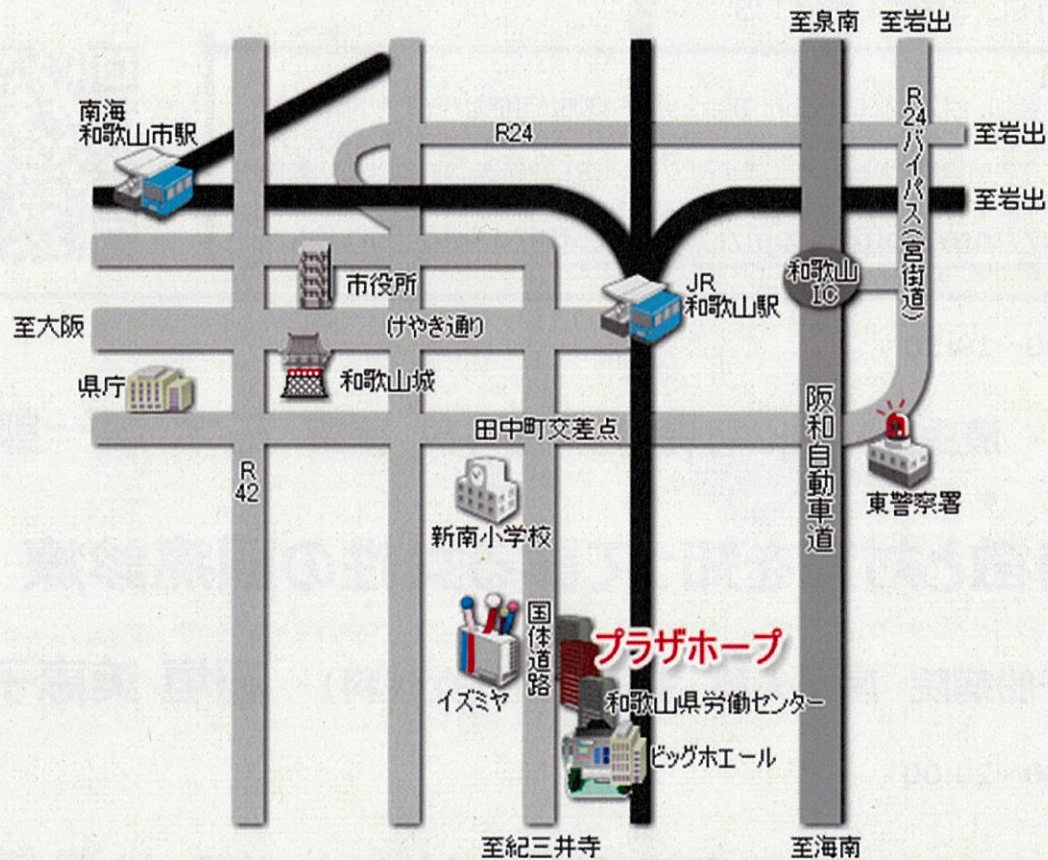 至泉南
至岩出
南海
和歌山市駅
R24
至岩出
R24バイパス(宮街道)
至岩出
市役所
JR
和歌山駅
和歌山
IC
至大阪
けやき通り
県庁
和歌山城
田中町交差点
阪和自動車道
R
42
東警察署
新南小学校
国体道路
プラザホープ
イズミヤ
和歌山県労働センター
ビッグホエール
至紀三井寺
至海南